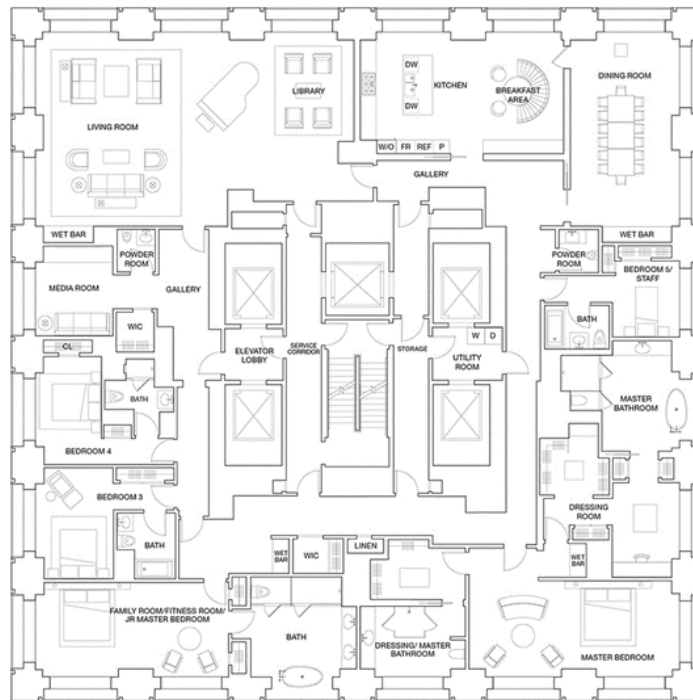 DW
KITCHEN
DINING ROOM
LIBRARY
BREAKFAST
AREA
DW
LIVING ROOM
W/O FR REF P
GALLERY
WET BAR
WET BAR
POWDER
ROOM
POWDER
ROOM
BEDROOM 5/
STAFF
MEDIA ROOM
GALLERY
WIC
BATH
CL
ELEVATOR
LOBBY
SERVICE
CORRIDOR
STORAGE
W D
UTILITY
ROOM
BATH
MASTER
BATHROOM
BEDROOM 4
BEDROOM 3
DRESSING
ROOM
BATH
WET
BAR
WIC
LINEN
WET
BAR
FAMILY ROOM/FITNESS ROOM/
JR MASTER BEDROOM
BATH
DRESSING/ MASTER
BATHROOM
MASTER BEDROOM